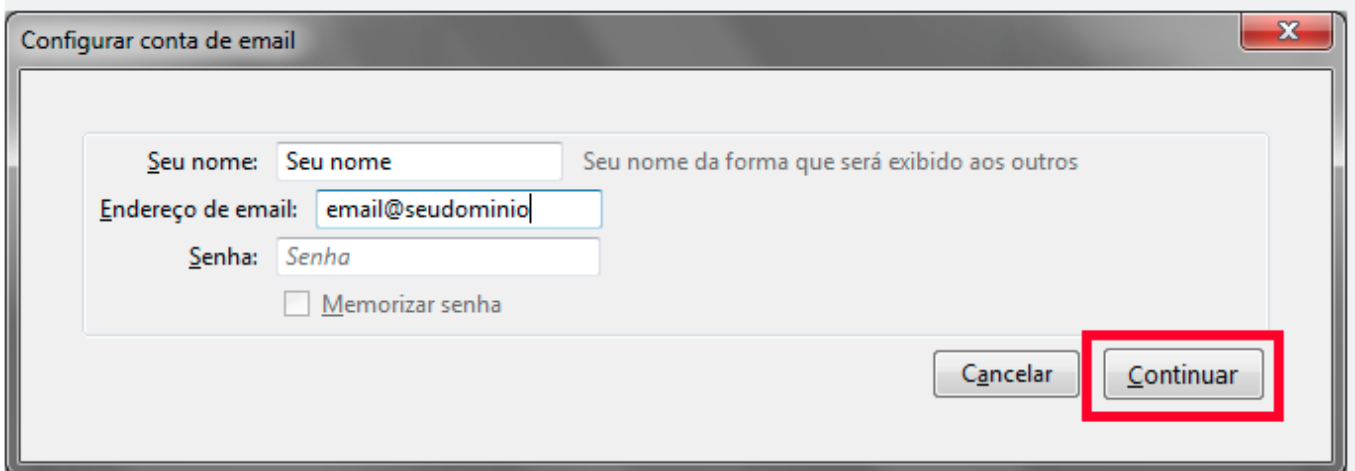 Configurar conta de email
x
Seu nome: Seu nome Seu nome da forma que será exibido aos outros
Endereço de email: email@seudominio
Senha: Senha
Memorizar senha
Cancelar Continuar